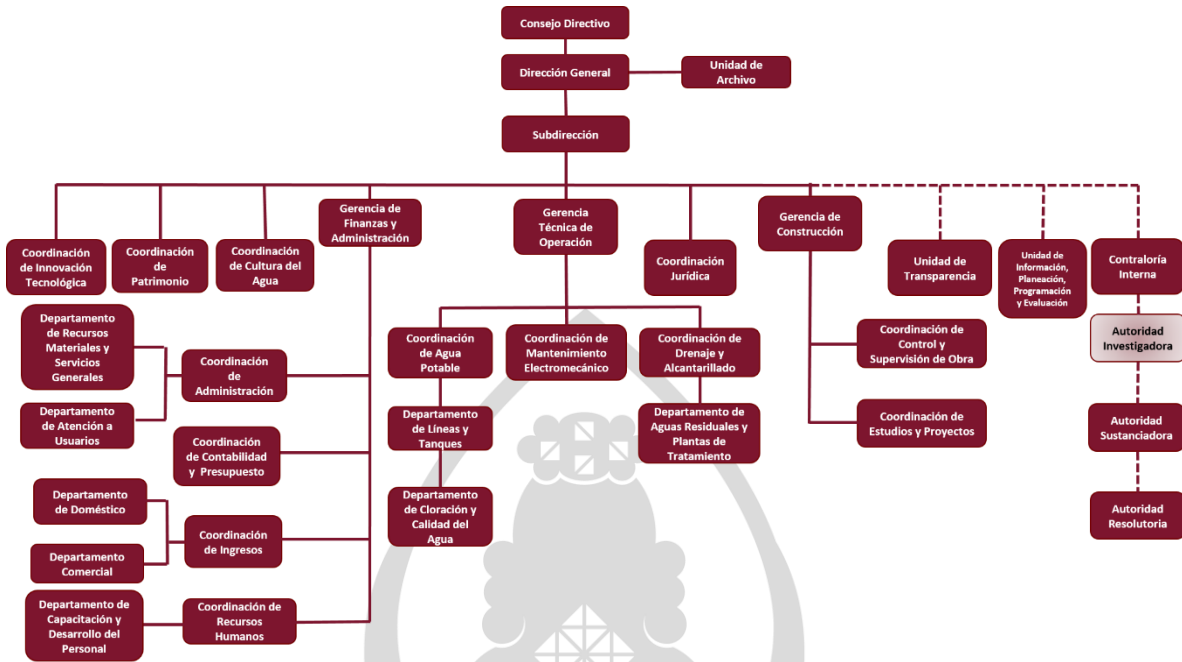 Consejo Directivo
Dirección General
Unidad de
Archivo
Subdirección
Coordinación
de Innovación
Tecnológica
Coordinación
de
Patrimonio
Coordinación
de Cultura del
Agua
Gerencia de
Finanzas y
Administración
Gerencia
Técnica de
Operación
Coordinación
Jurídica
Gerencia de
Construcción
Unidad de
Transparencia
Unidad de
Información,
Planeación,
Programación
y Evaluación
Contraloría
Interna
Departamento
de Recursos
Materiales y
Servicios
Generales
Coordinación
de
Administración
Departamento
de Atención a
Usuarios
Coordinación
de Contabilidad
y Presupuesto
Departamento
de Doméstico
Coordinación
de Ingresos
Departamento
Comercial
Departamento de
Capacitación y
Desarrollo del
Personal
Coordinación de
Recursos
Humanos
Coordinación
de Agua
Potable
Coordinación de
Mantenimiento
Electromecánico
Coordinación de
Drenaje y
Alcantarillado
Departamento
de Líneas y
Tanques
Departamento de
Aguas Residuales y
Plantas de
Tratamiento
Departamento
de Cloración y
Calidad del
Agua
Coordinación de
Control y
Supervisión de Obra
Coordinación de
Estudios y Proyectos
Autoridad
Investigadora
Autoridad
Sustanciadora
Autoridad
Resolutoria